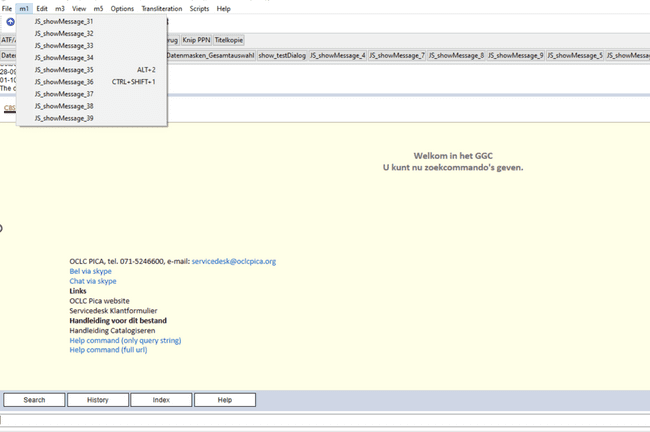 File m1 Edit m3 View m5 Options Transliteration Scripts Help
JS_showMessage_31
JS_showMessage_32
JS_showMessage_33
JS_showMessage_34
JS_showMessage_35 ALT+2
JS_showMessage_36 CTRL+SHIFT+1
JS_showMessage_37
JS_showMessage_38
JS_showMessage_39
ATF/ rug Knip PPN Titelkopie
Daten Datenmasken_Gesamtauswahl show_testDialog JS_showMessage_4 JS_showMessage_7 JS_showMessage_8 JS_showMessage_9 JS_showMessage_5 JS_showMessa
28-09
01-10
The c
CBS
Welkom in het GGC
U kunt nu zoekcommando's geven.
OCLC PICA, tel. 071-5246600, e-mail: servicedesk@oclcpica.org
Bel via skype
Chat via skype
Links
OCLC Pica website
Servicedesk Klantformulier
Handleiding voor dit bestand
Handleiding Catalogiseren
Help command (only query string)
Help command (full url)
Search History Index Help